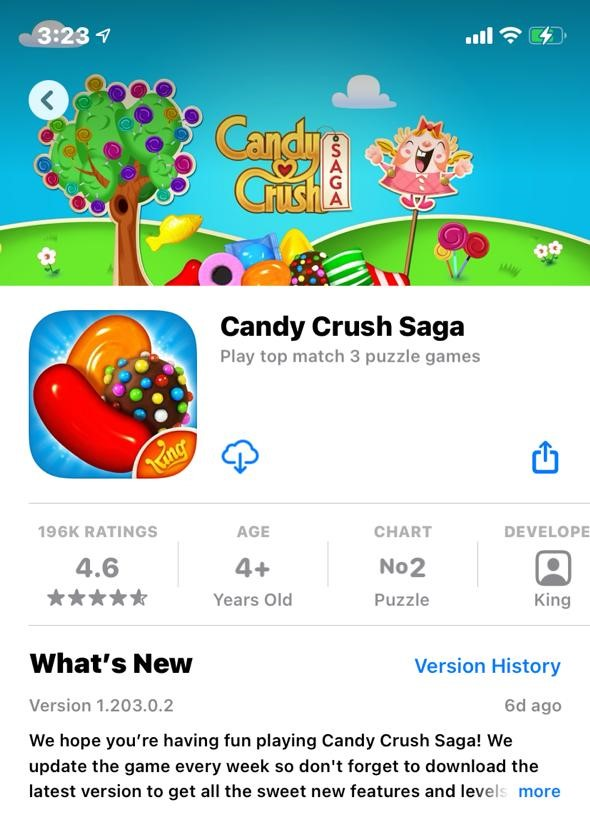 3:23
Candy
Crush
SAGA
King
Candy Crush Saga
Play top match 3 puzzle games
196K RATINGS
4.6
AGE
4+
Years Old
CHART
No2
Puzzle
DEVELOPE
King
What's New
Version History
Version 1.203.0.2
6d ago
We hope you're having fun playing Candy Crush Saga! We
update the game every week so don't forget to download the
latest version to get all the sweet new features and levels more